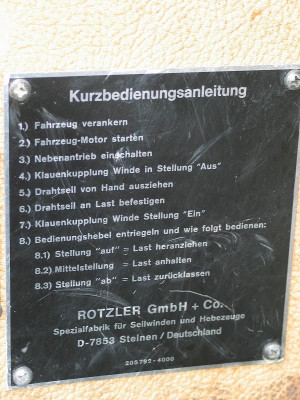 Kurzbedienungsanleitung
1.) Fahrzeug verankern
2.) Fahrzeug-Motor starten
3.) Nebenantrieb einschalten
4.) Klauenkupplung Winde in Stellung "Aus"
5.) Drahtseil von Hand ausziehen
6.) Drahtseil an Last befestigen
7.) Klauenkupplung Winde Stellung "Ein"
8.) Bedienungshebel entriegeln und wie folgt bedienen:
8.1) Stellung "auf" = Last heranziehen
8.2) Mittelstellung = Last anhalten
8.3) Stellung "ab" = Last zurücklassen
ROTZLER GmbH + Co.
Spezialfabrik für Seilwinden und Hebezeuge
D-7853 Steinen / Deutschland
205792-4000